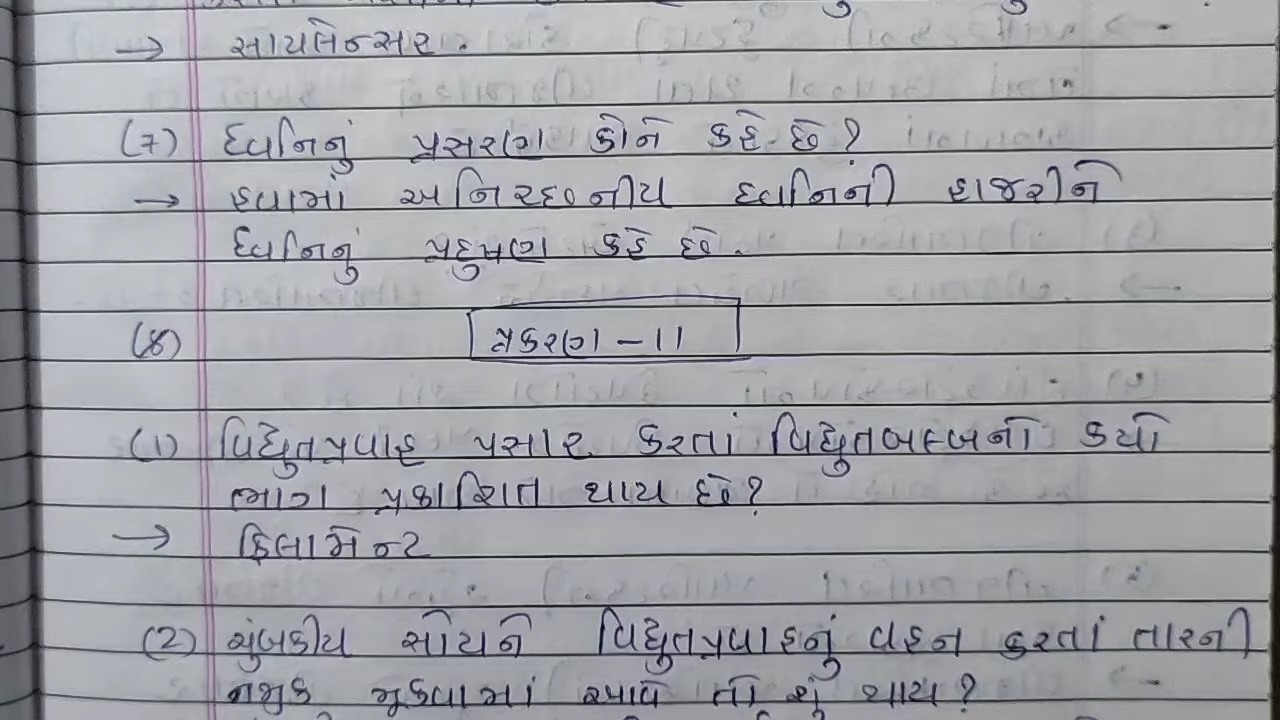 → સાયલેન્સર.
(7) ધ્વનિનું પ્રસરણ કોને કહે છે?
→ હવામાં અનિચ્છનીય ધ્વનિની હાજરીને
ધ્વનિનું પ્રદુષણ કહે છે.
(8) પ્રકરણ - 11
(1) વિદ્યુતપ્રવાહ પસાર કરતાં વિદ્યુતબલ્બનો કયો
ભાગ પ્રકાશિત થાય છે?
→ ફિલામેન્ટ
(2) ચુંબકીય સોયને વિદ્યુતપ્રવાહનું વહન કરતાં તારની
નજીક મૂકવામાં આવે તો શું થાય?